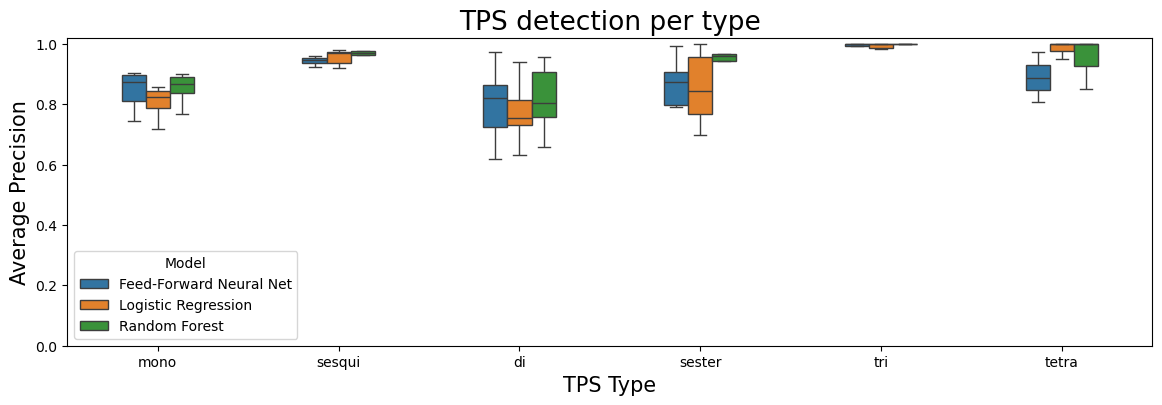 TPS detection per type
Average Precision
1.0
0.8
0.6
0.4
0.2
0.0
Model
Feed-Forward Neural Net
Logistic Regression
Random Forest
mono sesqui di sester tri tetra
TPS Type